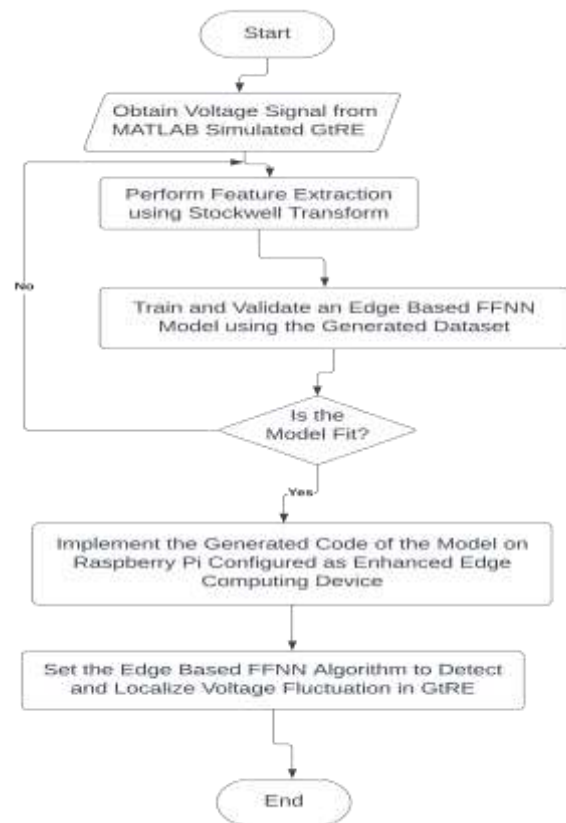 Start
Obtain Voltage Signal from
MATLAB Simulated GtRE
Perform Feature Extraction
using Stockwell Transform
No
Train and Validate an Edge Based FFNN
Model using the Generated Dataset
Is the
Model Fit?
Yes
Implement the Generated Code of the Model on
Raspberry Pi Configured as Enhanced Edge
Computing Device
Set the Edge Based FFNN Algorithm to Detect
and Localize Voltage Fluctuation in GtRE
End